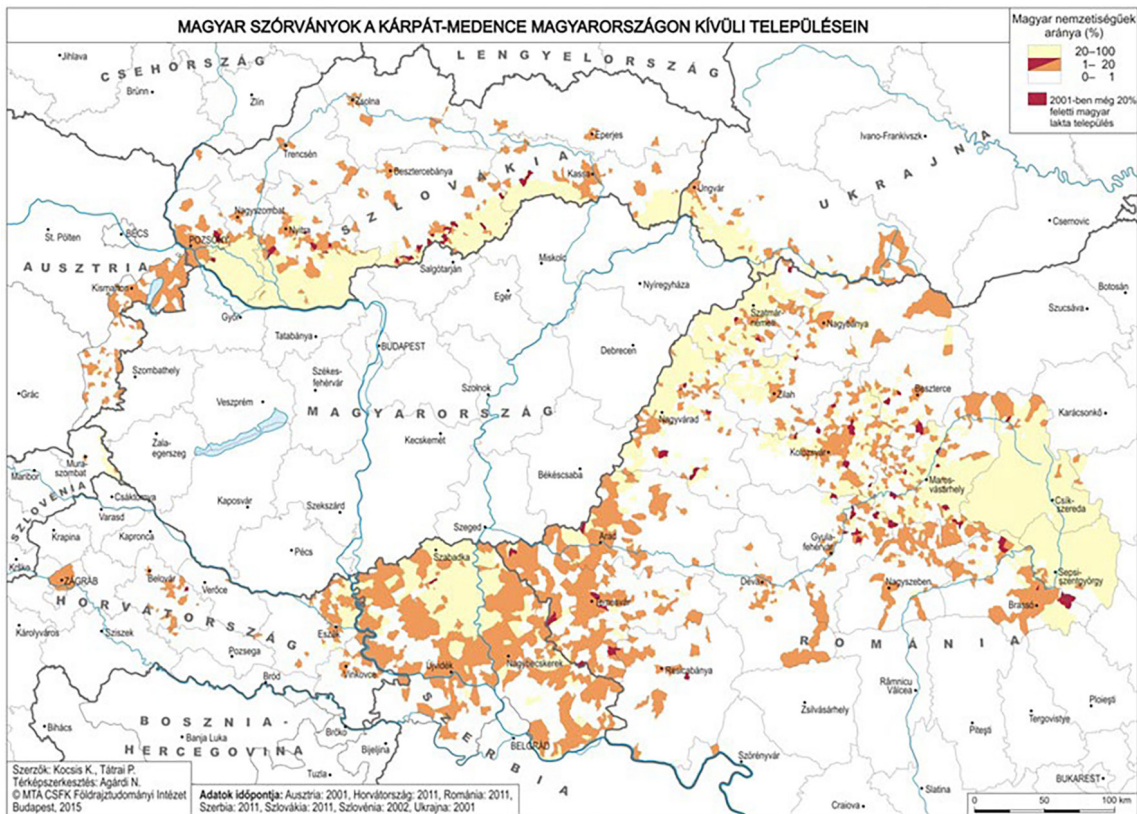 MAGYAR SZÓRVÁNYOK A KÁRPÁT-MEDENCE MAGYARORSZÁGON KÍVÜLI TELEPÜLÉSEIN
Magyar nemzetiségűek
aránya (%)
20–100
1– 20
0– 1
2001-ben még 20%
feletti magyar
lakta település
Jihlava
CSEHORSZÁG
LENGYELORSZÁG
Brünn
Zlín
Zsolna
Eperjes
Ivano-Frankivszk
Trencsén
Besztercebánya
Kassa
SZLOVÁKIA
Ungvár
UKRAJNA
Nagyszombat
Nyitra
St. Pölten
BÉCS
POZSONY
Csernovic
AUSZTRIA
Salgótarján
Miskolc
Kismarton
Eger
Nyíregyháza
Botosán
Győr
Szatmár-
németi
Nagybánya
Szucsáva
Tatabánya
BUDAPEST
Debrecen
Szombathely
Székes-
fehérvár
Szolnok
Grác
Veszprém
Zilah
Beszterce
MAGYARORSZÁG
Nagyvárad
Karácsonkő
Zala-
egerszeg
Kecskemét
Kolozsvár
Mura-
szombat
Maribor
Békéscsaba
Maros-
vásárhely
SZLOVÉNIA
Csáktornya
Kaposvár
Szekszárd
Csík-
szereda
Varasd
Krapina
Kapronca
Szeged
Pécs
Arad
Gyula-
fehérvár
Krško
Szabadka
ZÁGRÁB
Belovár
Verőce
Déva
Nagyszeben
Sepsi-
szentgyörgy
Temesvár
Brassó
HORVÁTORSZÁG
Károlyváros
Sziszek
Eszék
ROMÁNIA
Pozsega
Vinkovce
Újvidék
Nagybecskerek
Resicabánya
Bród
Râmnicu
Vâlcea
SZERBIA
Zsilvásárhely
Ploiești
Bihács
BOSZNIA-
HERCEGOVINA
Banja Luka
Brčko
Bijeljina
Pitești
Tergovistye
BELGRÁD
Szörényvár
Tuzla
BUKAREST
Slatina
Craiova
Szerzők: Kocsis K., Tátrai P.
Térképszerkesztés: Agárdi N.
© MTA CSFK Földrajztudományi Intézet
Budapest, 2015
Adatok időpontja: Ausztria: 2001, Horvátország: 2011, Románia: 2011,
Szerbia: 2011, Szlovákia: 2011, Szlovénia: 2002, Ukrajna: 2001
0 50 100 km